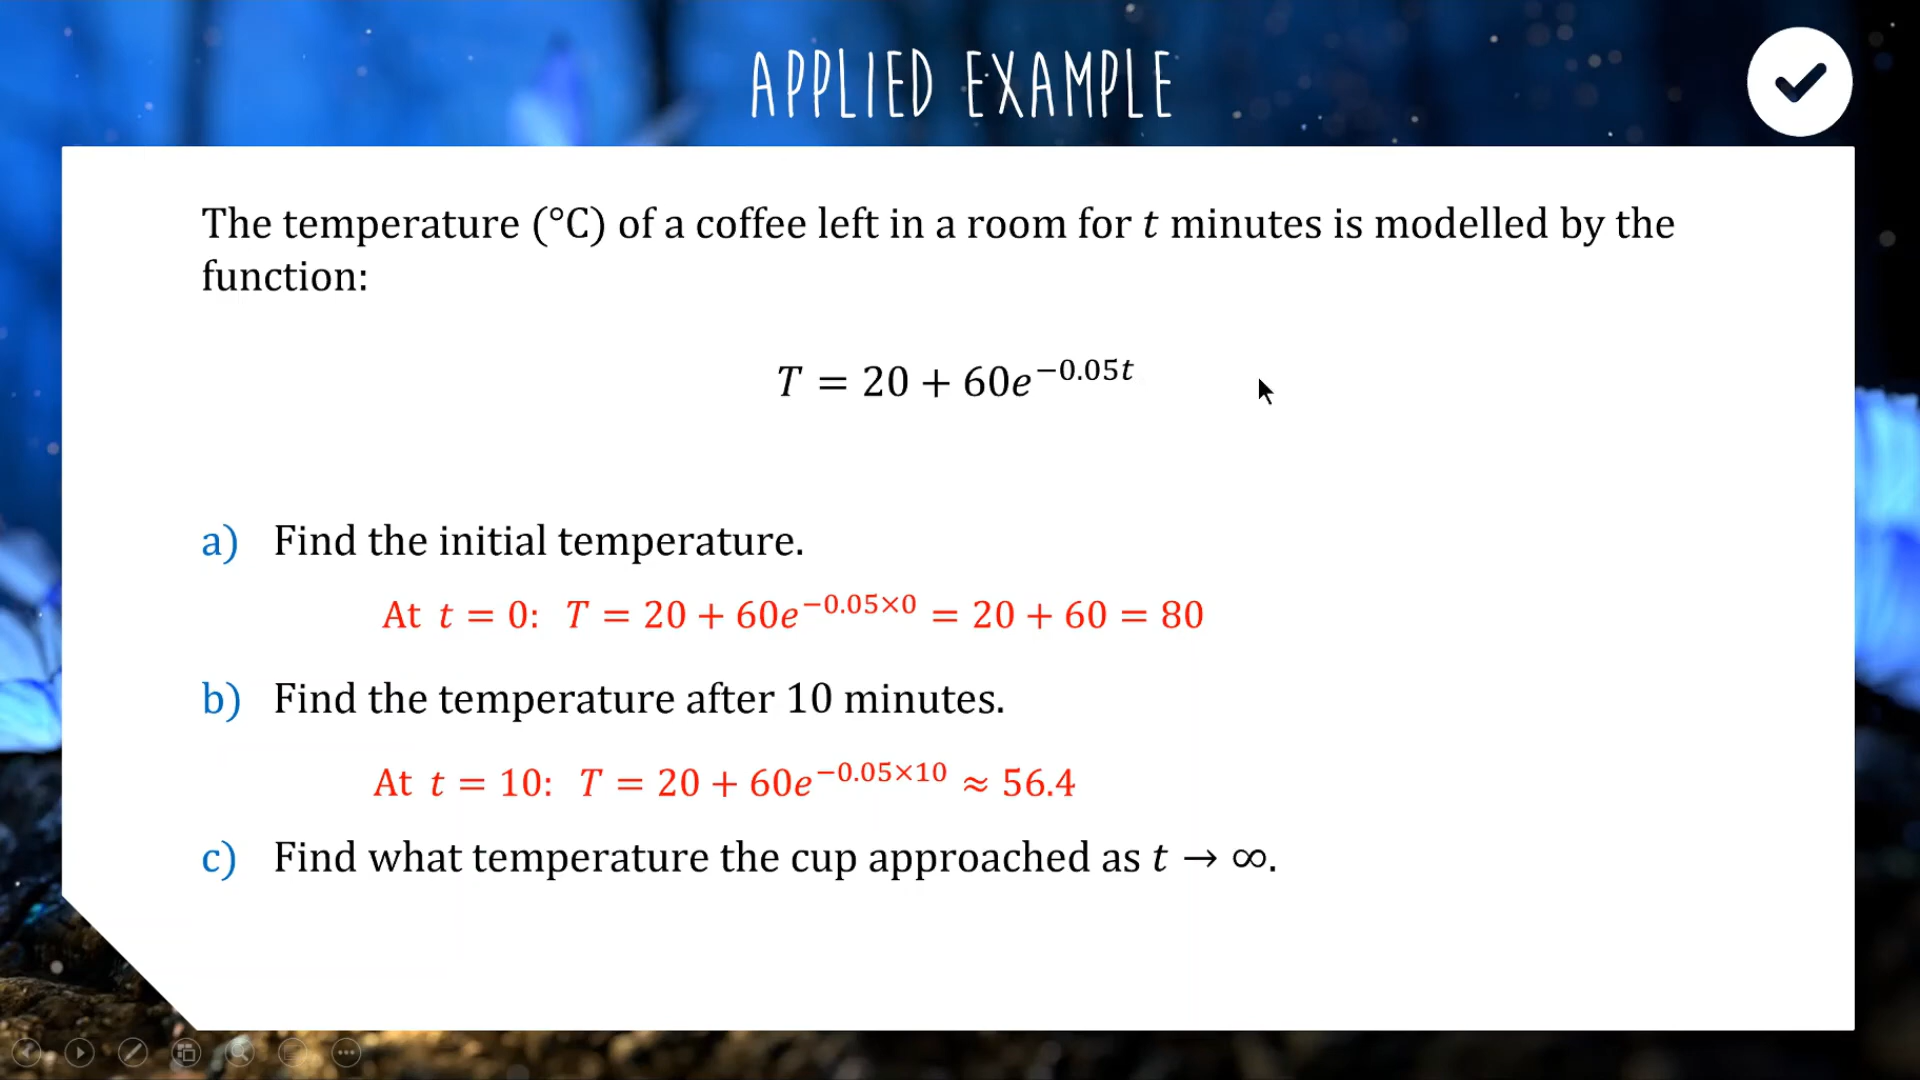 APPLIED EXAMPLE
The temperature (°C) of a coffee left in a room for t minutes is modelled by the
function:
T = 20 + 60e^{−0.05t}
a) Find the initial temperature.
At t = 0: T = 20 + 60e^{−0.05×0} = 20 + 60 = 80
b) Find the temperature after 10 minutes.
At t = 10: T = 20 + 60e^{−0.05×10} ≈ 56.4
c) Find what temperature the cup approached as t → ∞.